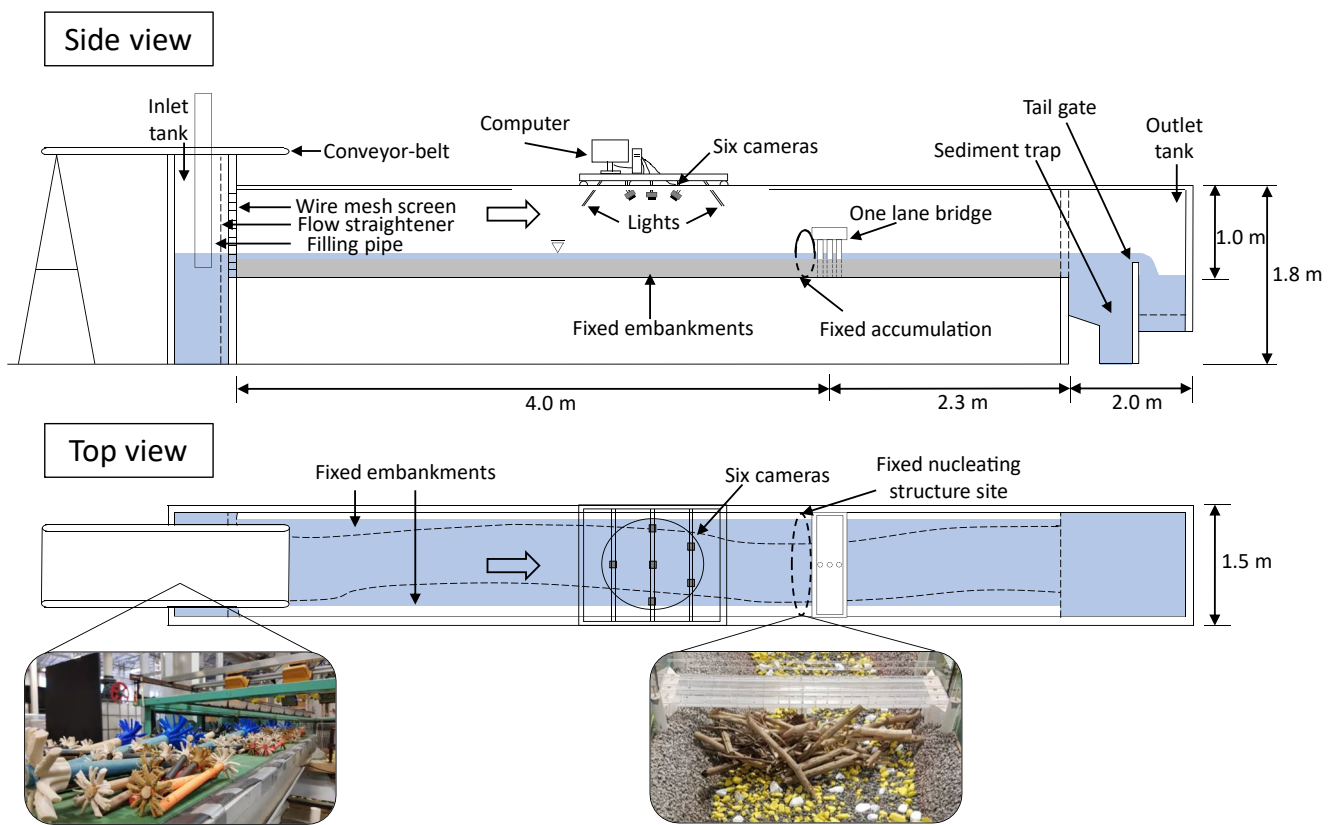 Side view
Inlet
tank
Conveyor-belt
Wire mesh screen
Flow straightener
Filling pipe
Computer
Six cameras
Lights
One lane bridge
Tail gate
Sediment trap
Outlet
tank
1.0 m
1.8 m
Fixed embankments
Fixed accumulation
4.0 m
2.3 m
2.0 m
Top view
Fixed embankments
Six cameras
Fixed nucleating
structure site
1.5 m